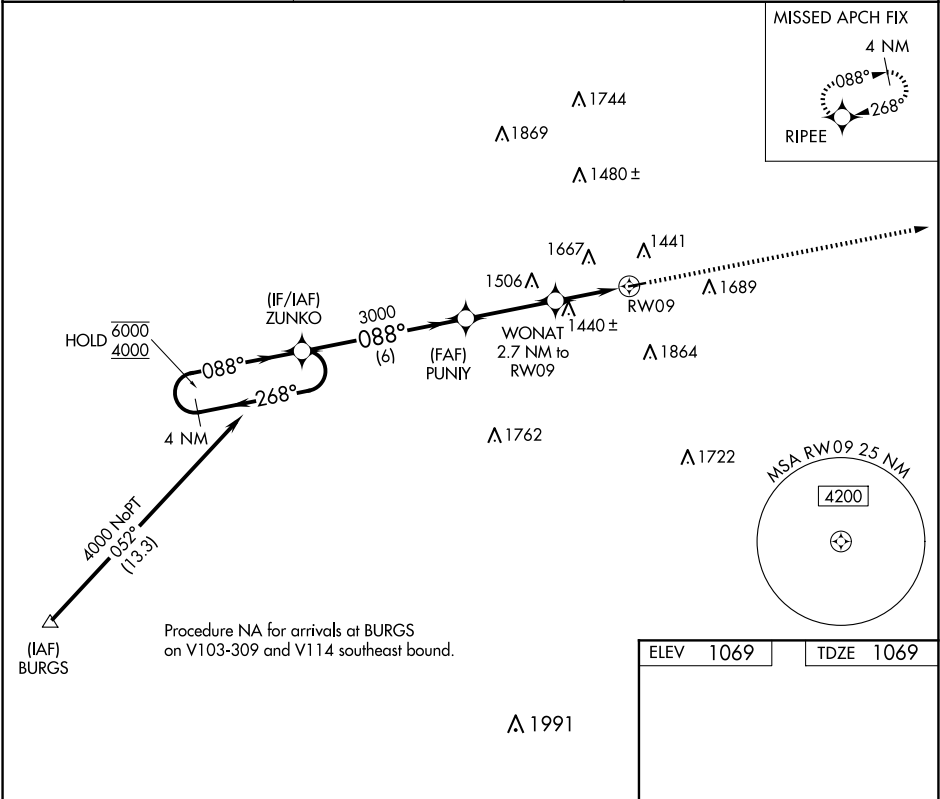 MISSED APCH FIX
4 NM
088°
268°
RIPEE
1744
1869
1480 ±
1667
1441
1506
RW09
1689
(IF/IAF)
ZUNKO
3000
088°
(6)
HOLD 6000
4000
088°
(FAF)
PUNIY
WONAT
2.7 NM to
RW09
1440 ±
1864
268°
4 NM
1762
1722
MSA RW09 25 NM
4200
4000 NoPT
052°
(13.3)
(IAF)
BURGS
Procedure NA for arrivals at BURGS
on V103-309 and V114 southeast bound.
ELEV 1069
TDZE 1069
1991